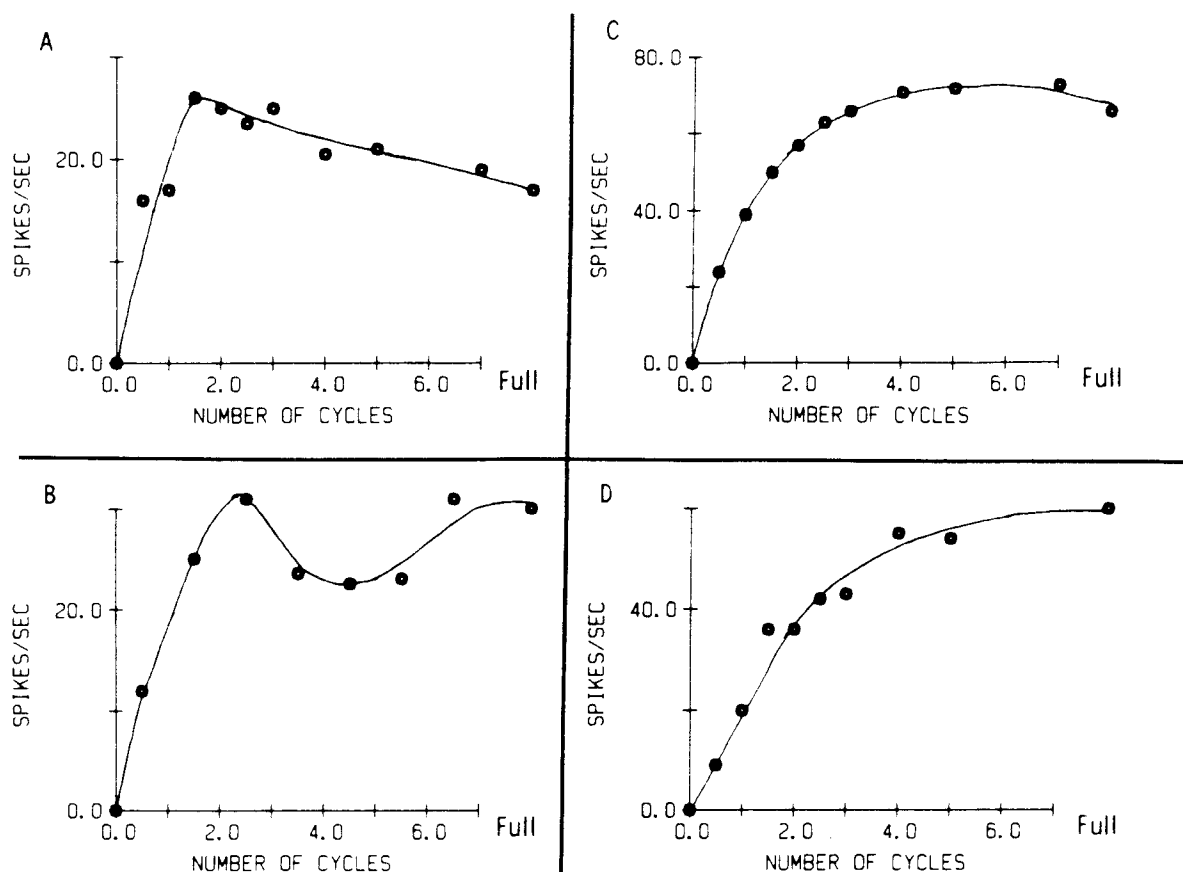 A
SPIKES/SEC
20.0
0.0
0.0 2.0 4.0 6.0 Full
NUMBER OF CYCLES
C
SPIKES/SEC
80.0
40.0
0.0
0.0 2.0 4.0 6.0 Full
NUMBER OF CYCLES
B
SPIKES/SEC
20.0
0.0
0.0 2.0 4.0 6.0 Full
NUMBER OF CYCLES
D
SPIKES/SEC
40.0
0.0
0.0 2.0 4.0 6.0 Full
NUMBER OF CYCLES